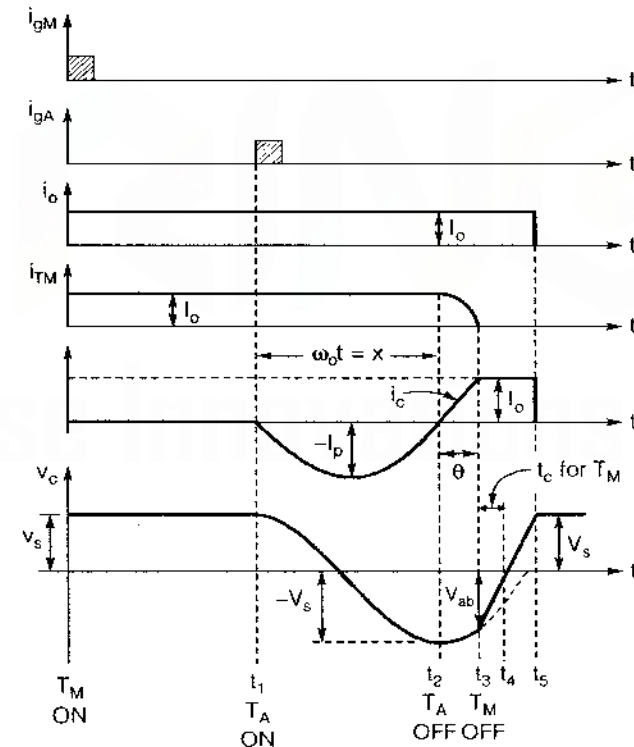 i_gM
t
i_gA
t
i_o
I_o
t
i_TM
I_o
t
ω_o t = x
i_c
I_o
t
–I_p
θ
t_c for T_M
v_c
v_s
V_s
t
–V_s
V_ab
t_1 t_2 t_3 t_4 t_5
T_M T_A T_A T_M
ON ON OFF OFF